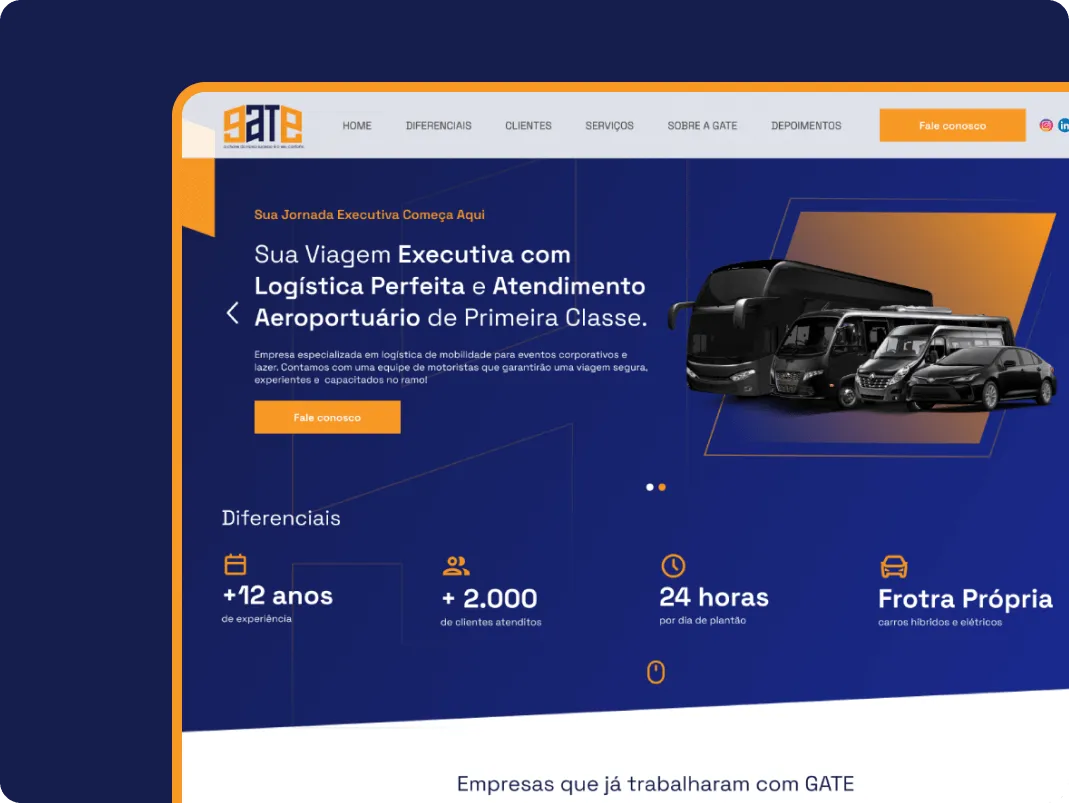 gATe
HOME
DIFERENCIAIS
CLIENTES
SERVIÇOS
SOBRE A GATE
DEPOIMENTOS
Fale conosco
in
Sua Jornada Executiva Começa Aqui
Sua Viagem Executiva com
Logística Perfeita e Atendimento
Aeroportuário de Primeira Classe.
Empresa especializada em logística de mobilidade para eventos corporativos e
lazer. Contamos com uma equipe de motoristas que garantirão uma viagem segura,
experientes e capacitados no ramo!
Fale conosco
Diferenciais
+12 anos
de experiência
+ 2.000
de clientes atenditos
24 horas
por dia de plantão
Frotra Própria
carros híbridos e elétricos
Empresas que já trabalharam com GATE